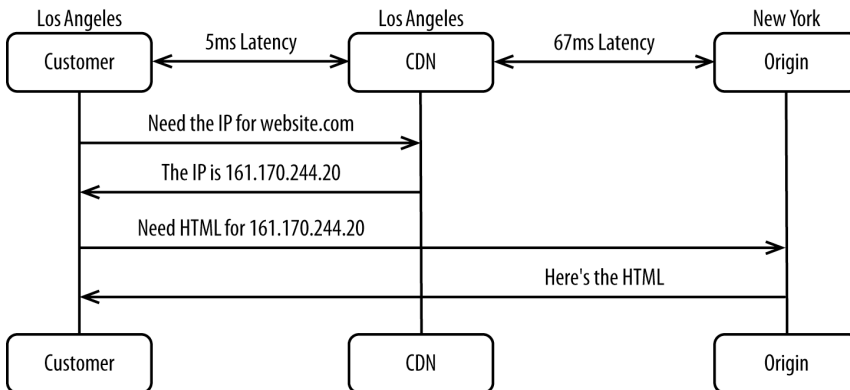 Los Angeles
Los Angeles
New York
Customer
5ms Latency
CDN
67ms Latency
Origin
Need the IP for website.com
The IP is 161.170.244.20
Need HTML for 161.170.244.20
Here's the HTML
Customer
CDN
Origin